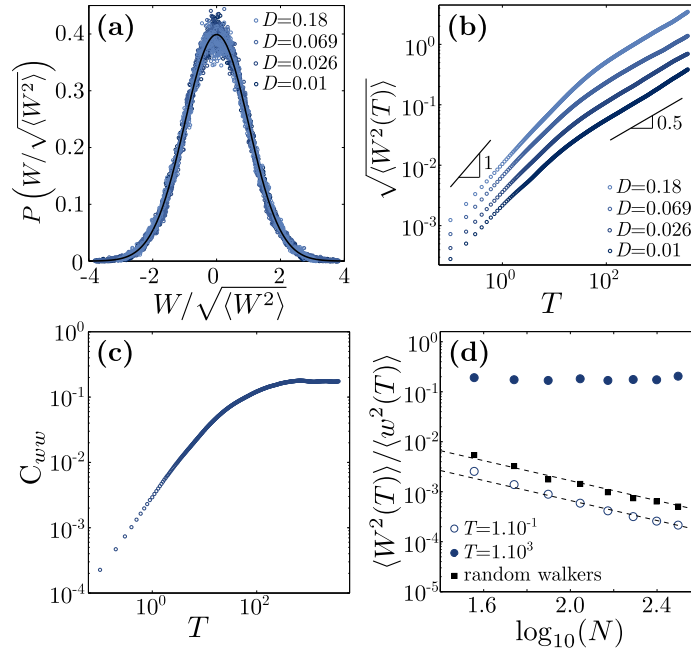 (a)
D=0.18
D=0.069
D=0.026
D=0.01
0.4
0.3
0.2
0.1
0
-4
-2
0
2
4
P(W/√⟨W²⟩)
W/√⟨W²⟩
(b)
10⁰
10⁻¹
10⁻²
10⁻³
10⁰
10²
√⟨W²(T)⟩
T
1
0.5
D=0.18
D=0.069
D=0.026
D=0.01
(c)
10⁰
10⁻¹
10⁻²
10⁻³
10⁻⁴
10⁰
10²
C_{ww}
T
(d)
10⁰
10⁻¹
10⁻²
10⁻³
10⁻⁴
10⁻⁵
1.6
2.0
2.4
⟨W²(T)⟩/⟨w²(T)⟩
T=1.10⁻¹
T=1.10³
random walkers
log₁₀(N)